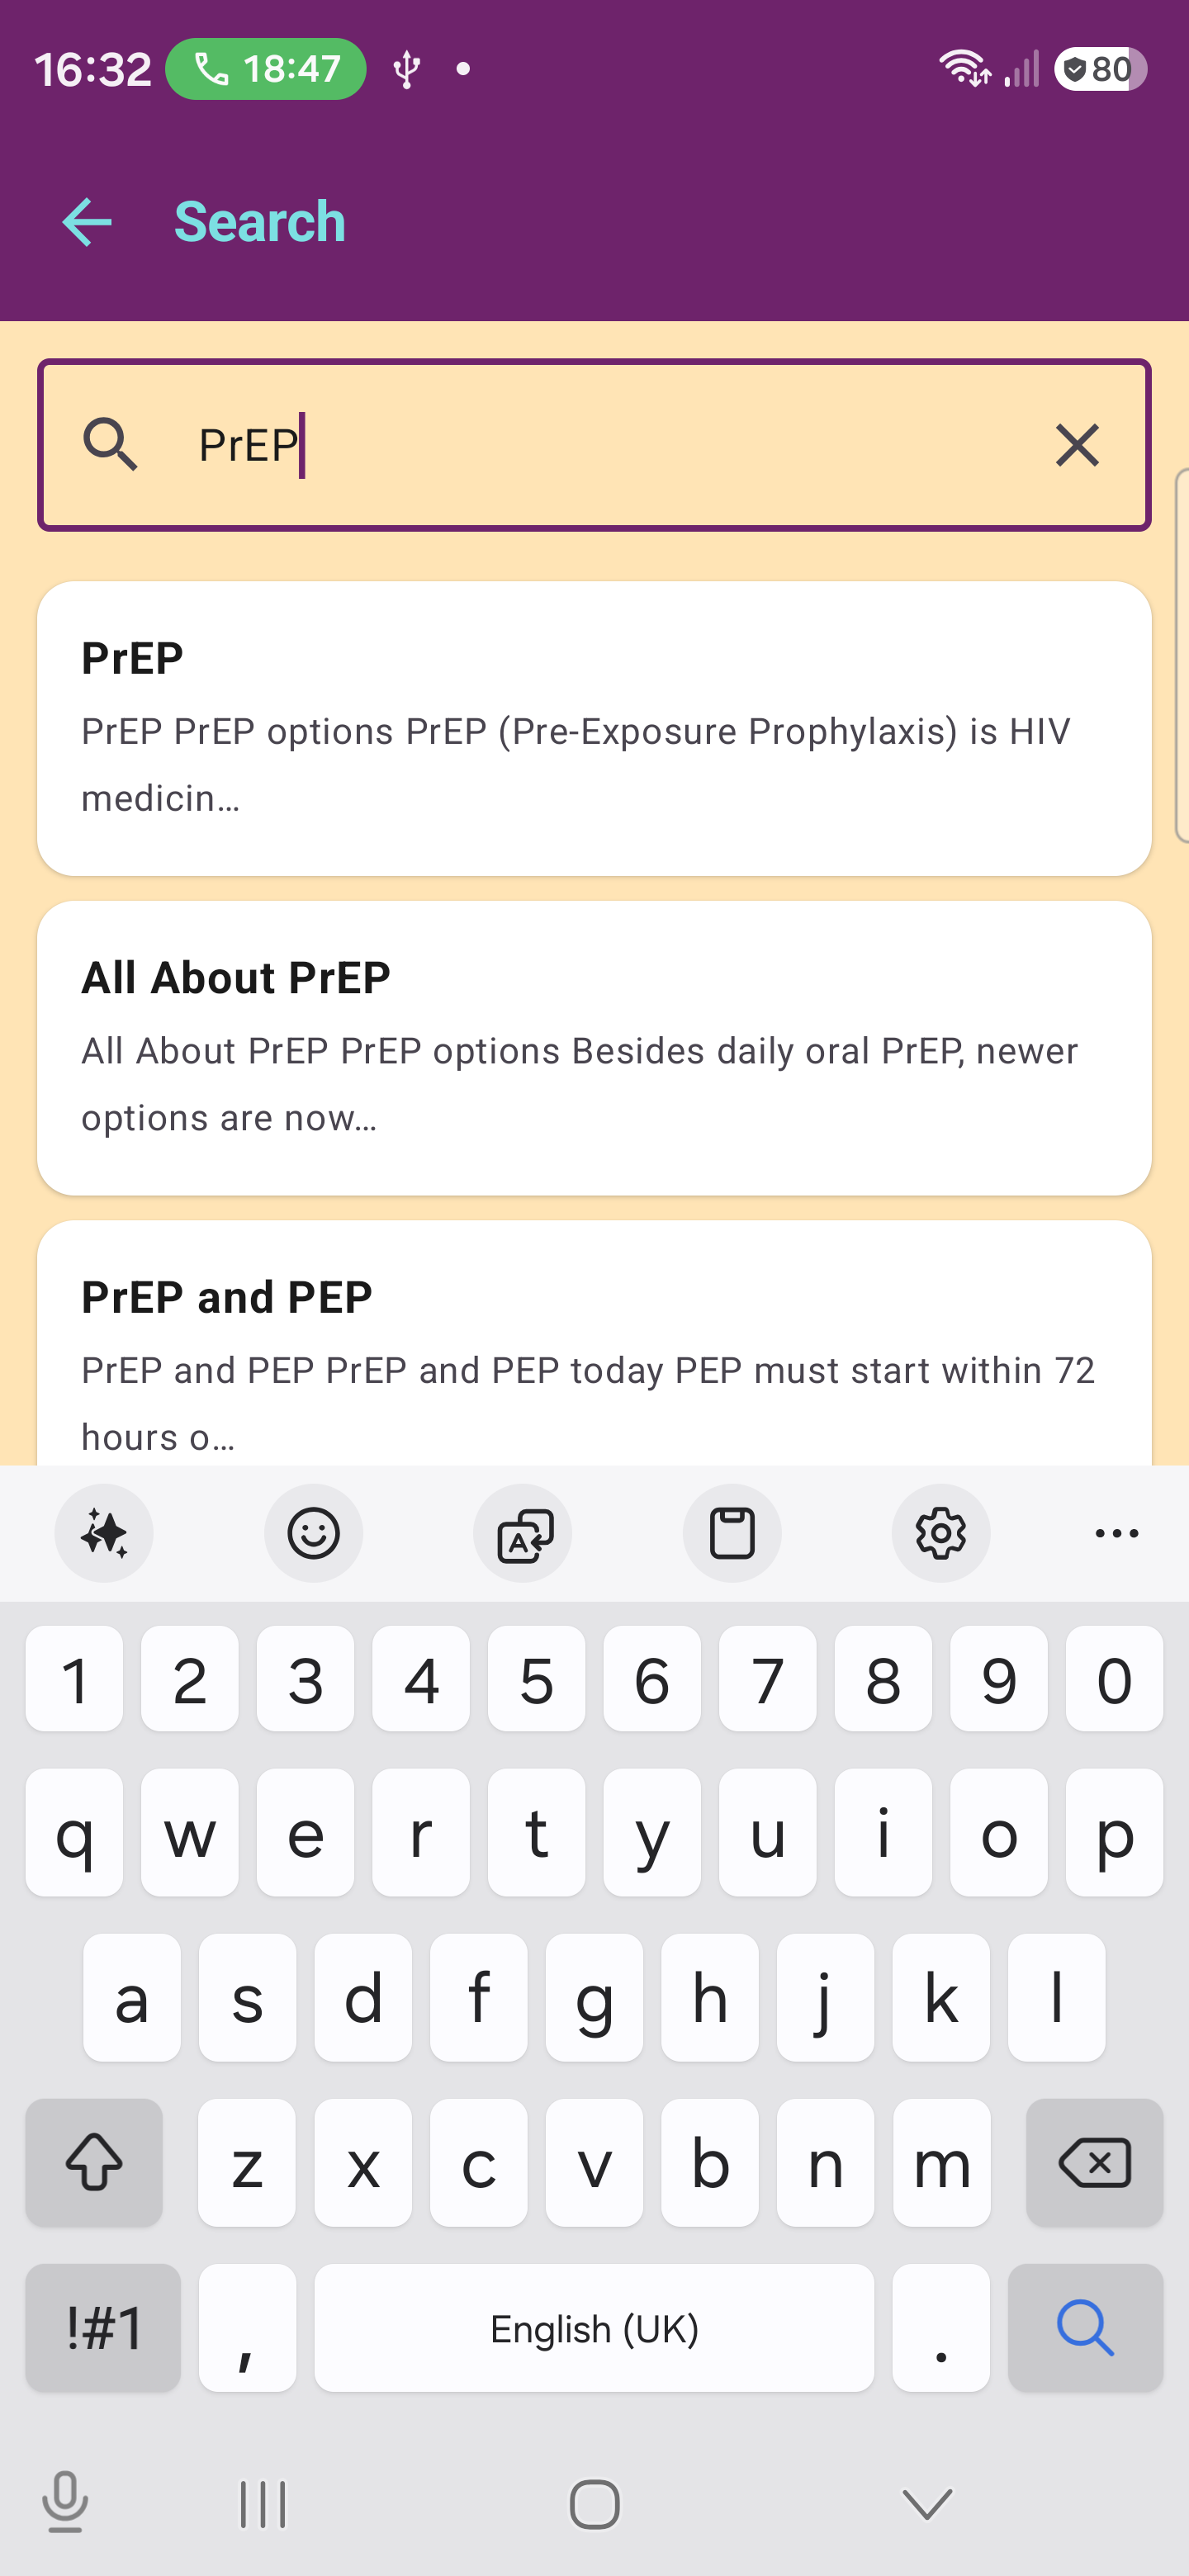 16:32 18:47 80
Search
PrEP
PrEP
PrEP PrEP options PrEP (Pre-Exposure Prophylaxis) is HIV
medicin…
All About PrEP
All About PrEP PrEP options Besides daily oral PrEP, newer
options are now…
PrEP and PEP
PrEP and PEP PrEP and PEP today PEP must start within 72
hours o…
A
1 2 3 4 5 6 7 8 9 0
q w e r t y u i o p
a s d f g h j k l
z x c v b n m
!#1 , English (UK) .